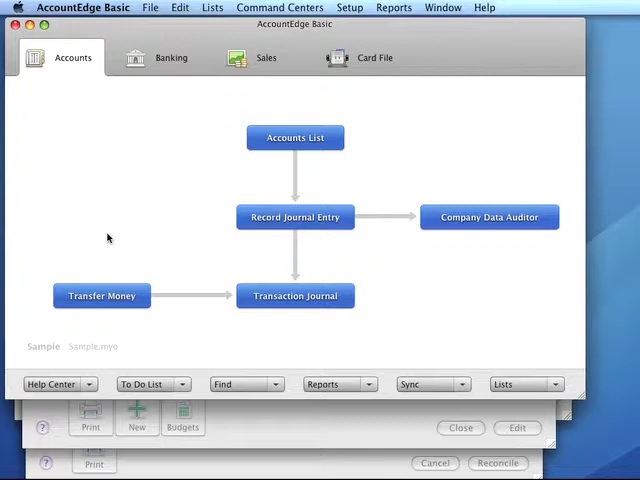 AccountEdge Basic File Edit Lists Command Centers Setup Reports Window Help
AccountEdge Basic
Accounts Banking Sales Card File
Accounts List
Record Journal Entry Company Data Auditor
Transfer Money Transaction Journal
Sample Sample.myo
Help Center To Do List Find Reports Sync Lists
? Print New Budgets Close Edit
? Print Cancel Reconcile